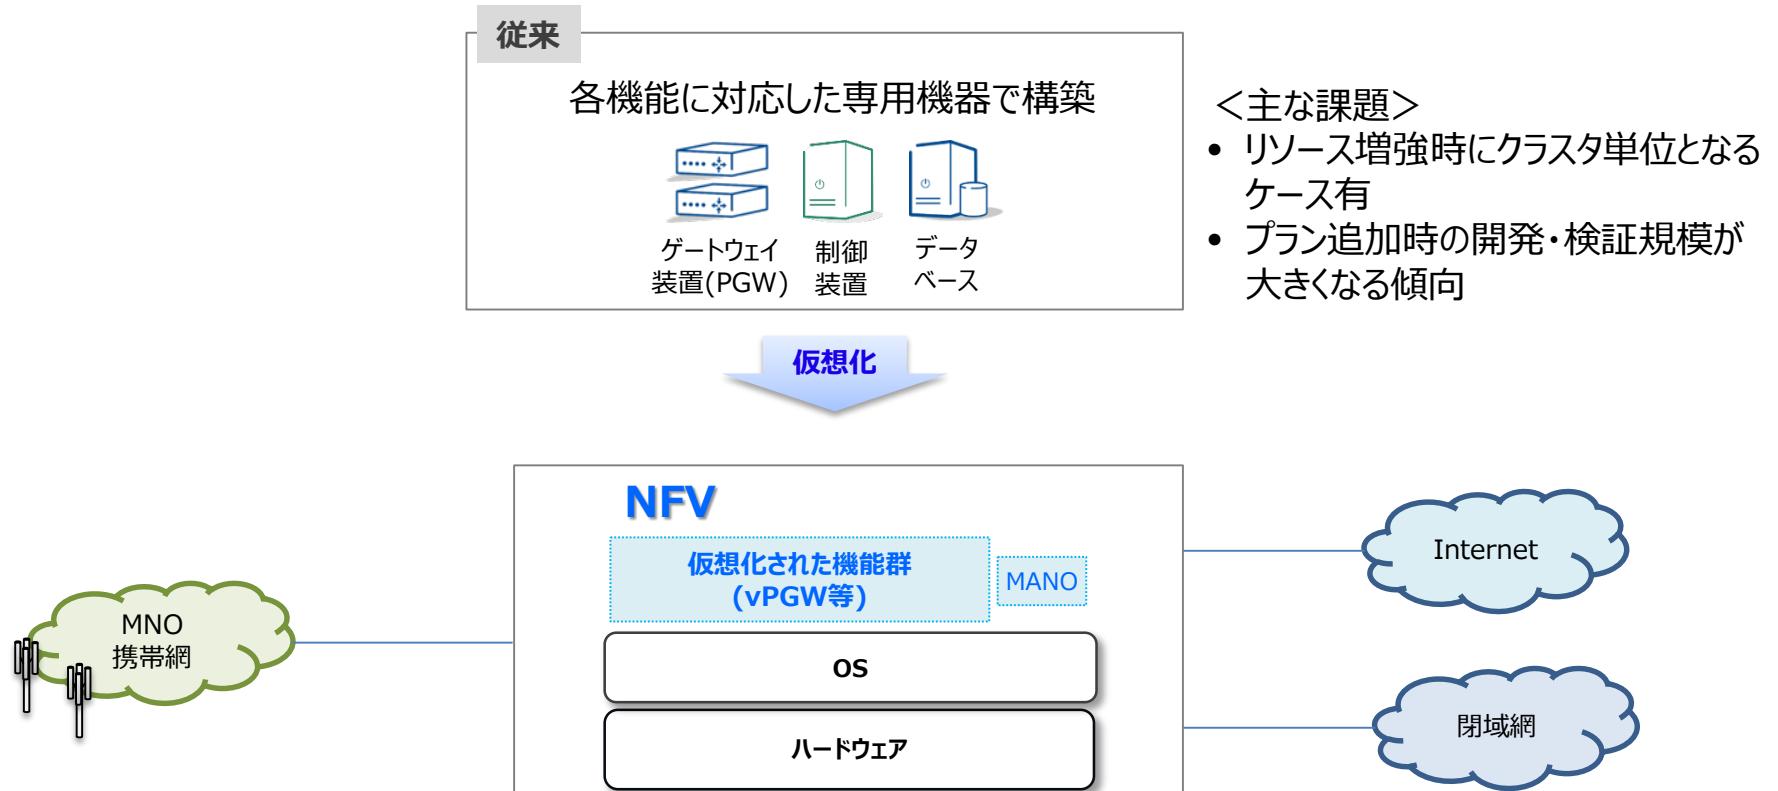 従来
各機能に対応した専用機器で構築
ゲートウェイ
装置(PGW)
制御
装置
データ
ベース
＜主な課題＞
• リソース増強時にクラスタ単位となる
ケース有
• プラン追加時の開発・検証規模が
大きくなる傾向
仮想化
NFV
仮想化された機能群
(vPGW等)
MANO
OS
ハードウェア
MNO
携帯網
Internet
閉域網